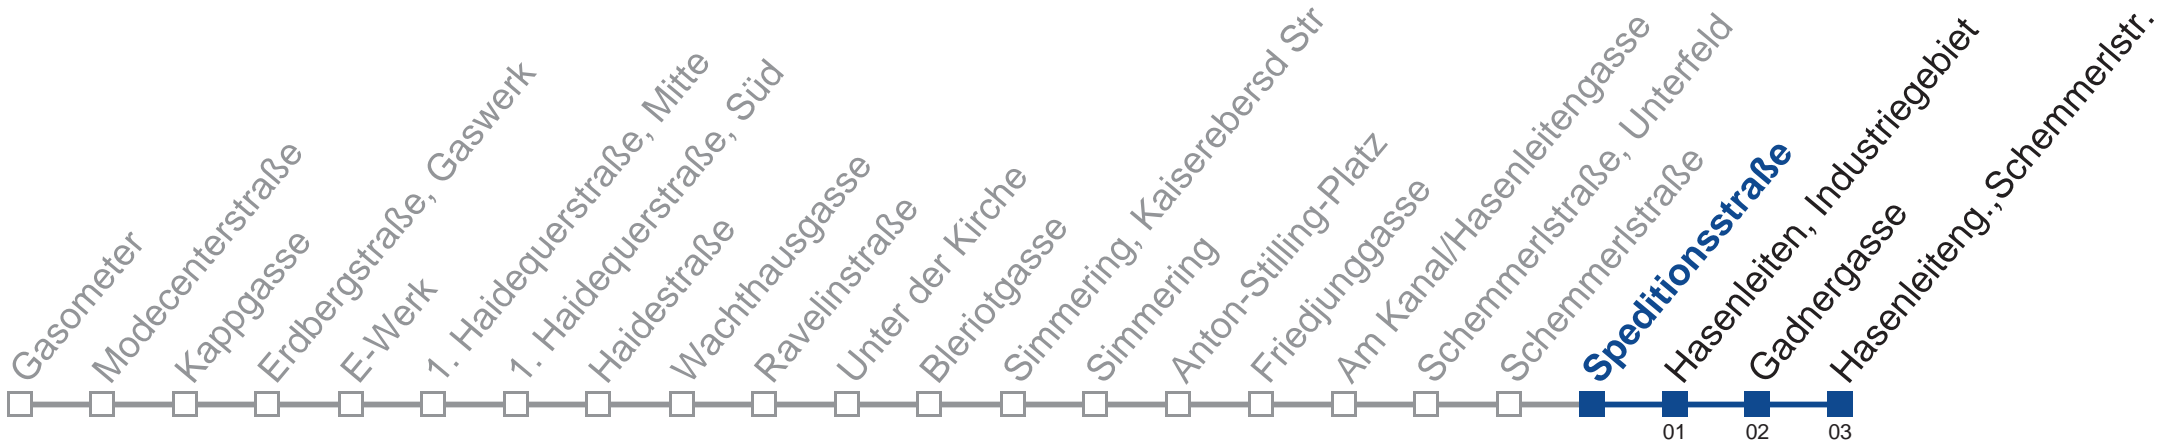 Gasometer
Modecenterstraße
Kappgasse
Erdbergstraße, Gaswerk
E-Werk
1. Haidequerstraße, Mitte
1. Haidequerstraße, Süd
Haidestraße
Wachthausgasse
Ravelinstraße
Unter der Kirche
Bleriotgasse
Simmering, Kaiserebersd Str
Simmering
Anton-Stilling-Platz
Friedjunggasse
Am Kanal/Hasenleitengasse
Schemmerlstraße, Unterfeld
Schemmerlstraße
Speditionsstraße
Hasenleiten, Industriegebiet
Gadnergasse
Hasenleiteng.,Schemmerlstr.
01
02
03